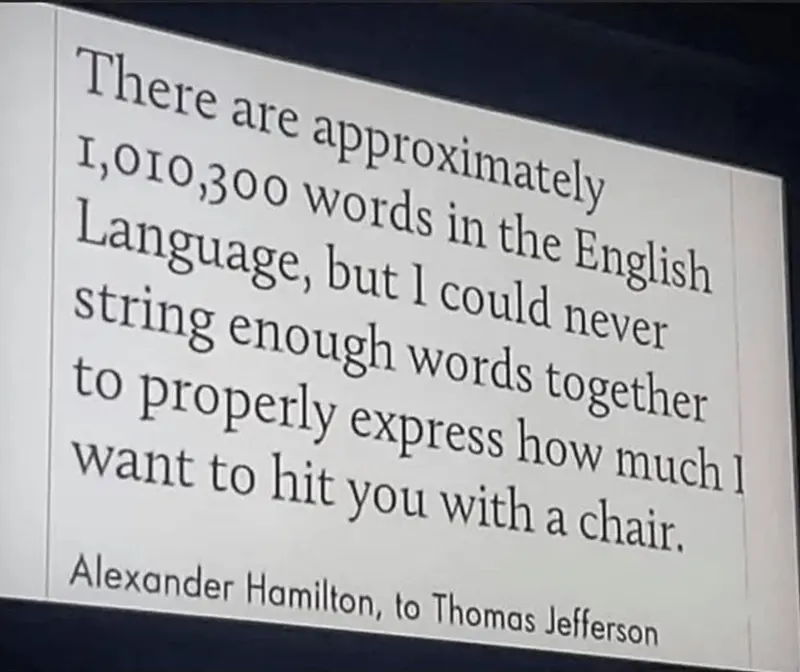 There are approximately
1,010,300 words in the English
Language, but I could never
string enough words together
to properly express how much I
want to hit you with a chair.
Alexander Hamilton, to Thomas Jefferson